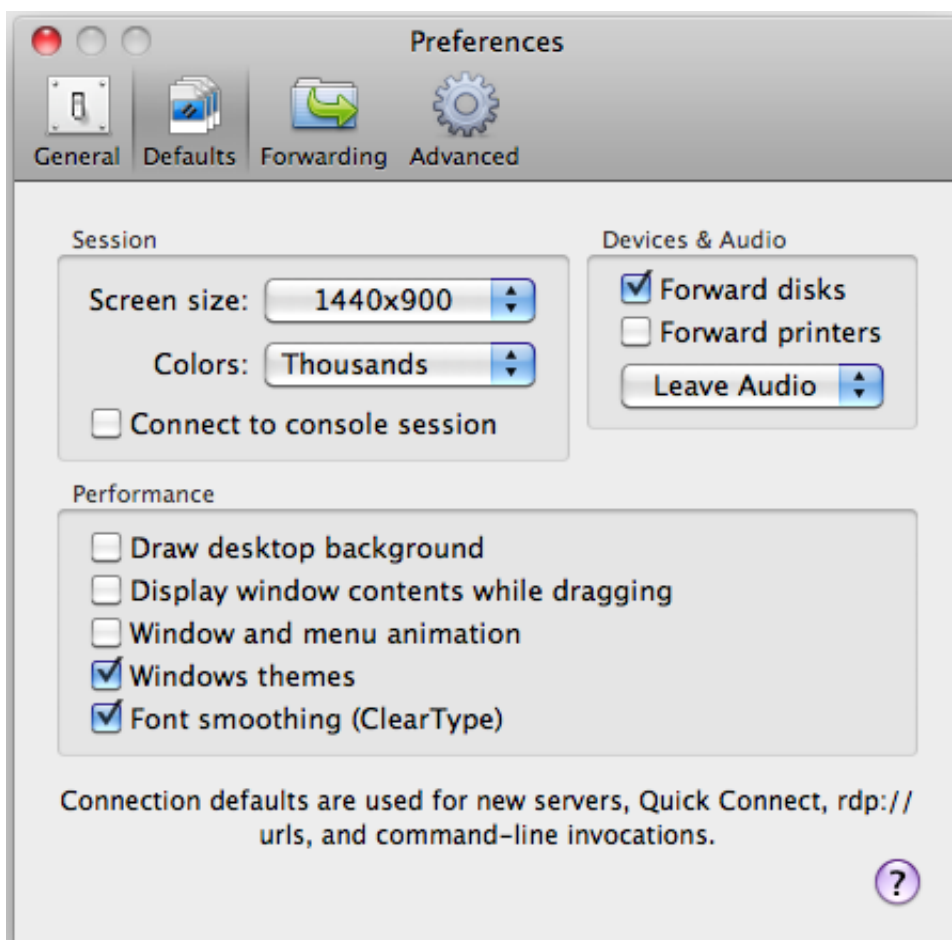 Preferences
General Defaults Forwarding Advanced
Session
Screen size: 1440x900
Colors: Thousands
Connect to console session
Devices & Audio
Forward disks
Forward printers
Leave Audio
Performance
Draw desktop background
Display window contents while dragging
Window and menu animation
Windows themes
Font smoothing (ClearType)
Connection defaults are used for new servers, Quick Connect, rdp://
urls, and command-line invocations.
?